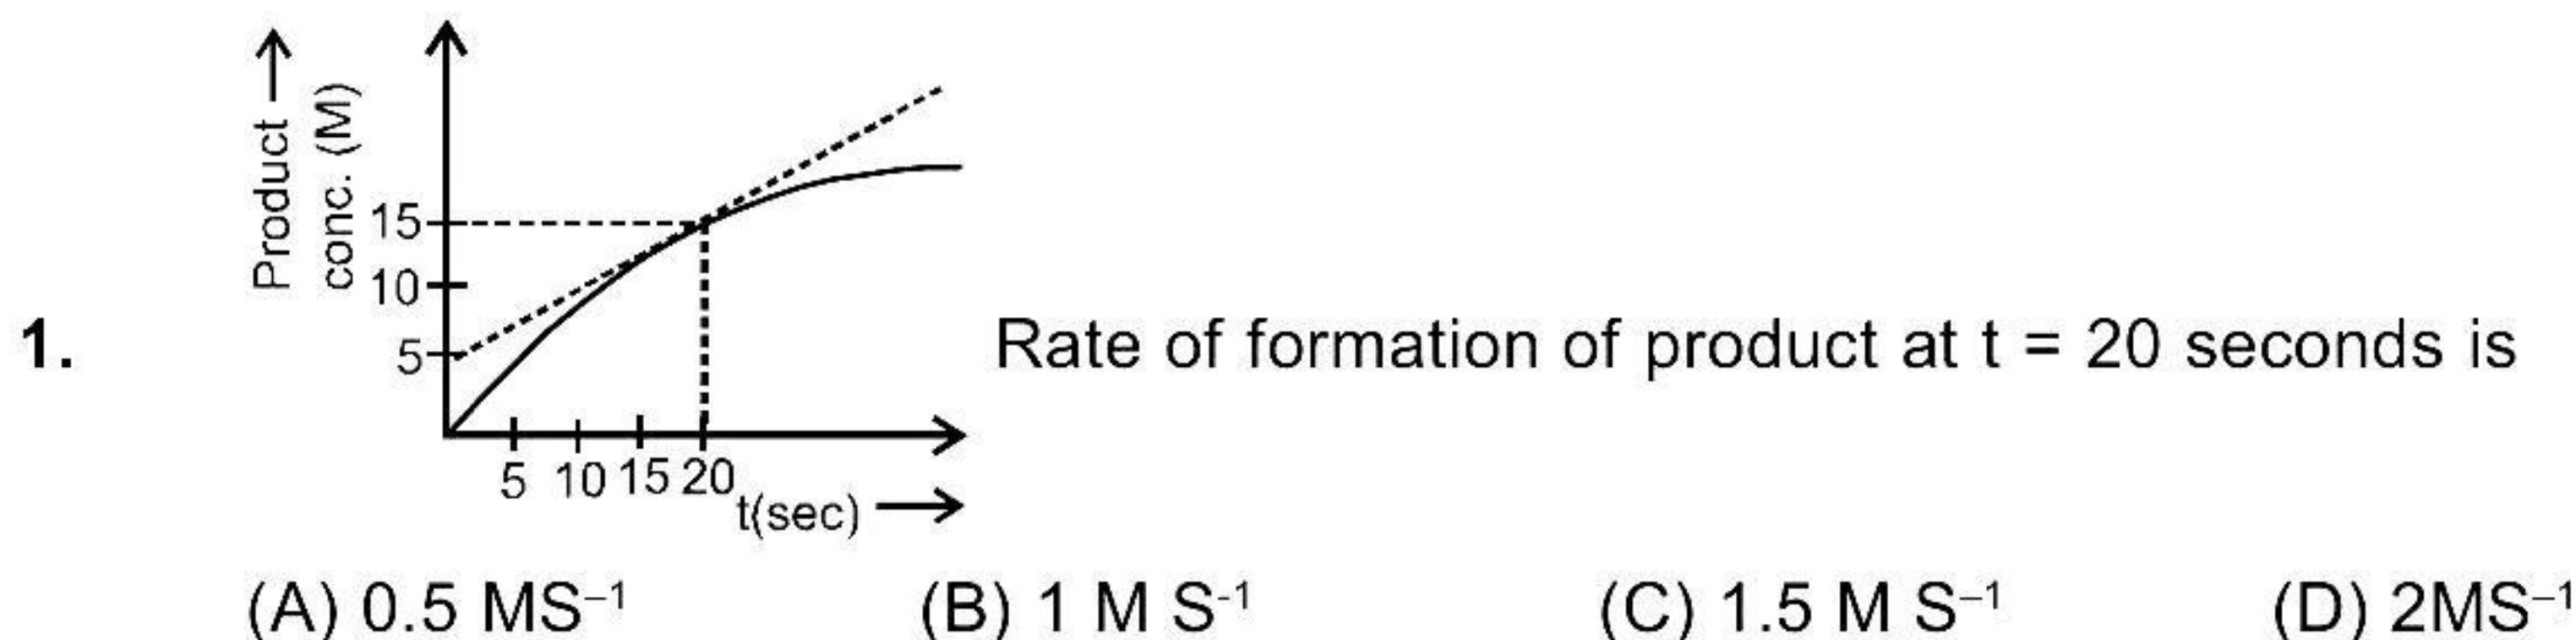 Product
conc. (M)
15
10
5
1.
Rate of formation of product at t = 20 seconds is
5 10 15 20
t(sec)
(A) 0.5 MS⁻¹ (B) 1 M S⁻¹ (C) 1.5 M S⁻¹ (D) 2MS⁻¹